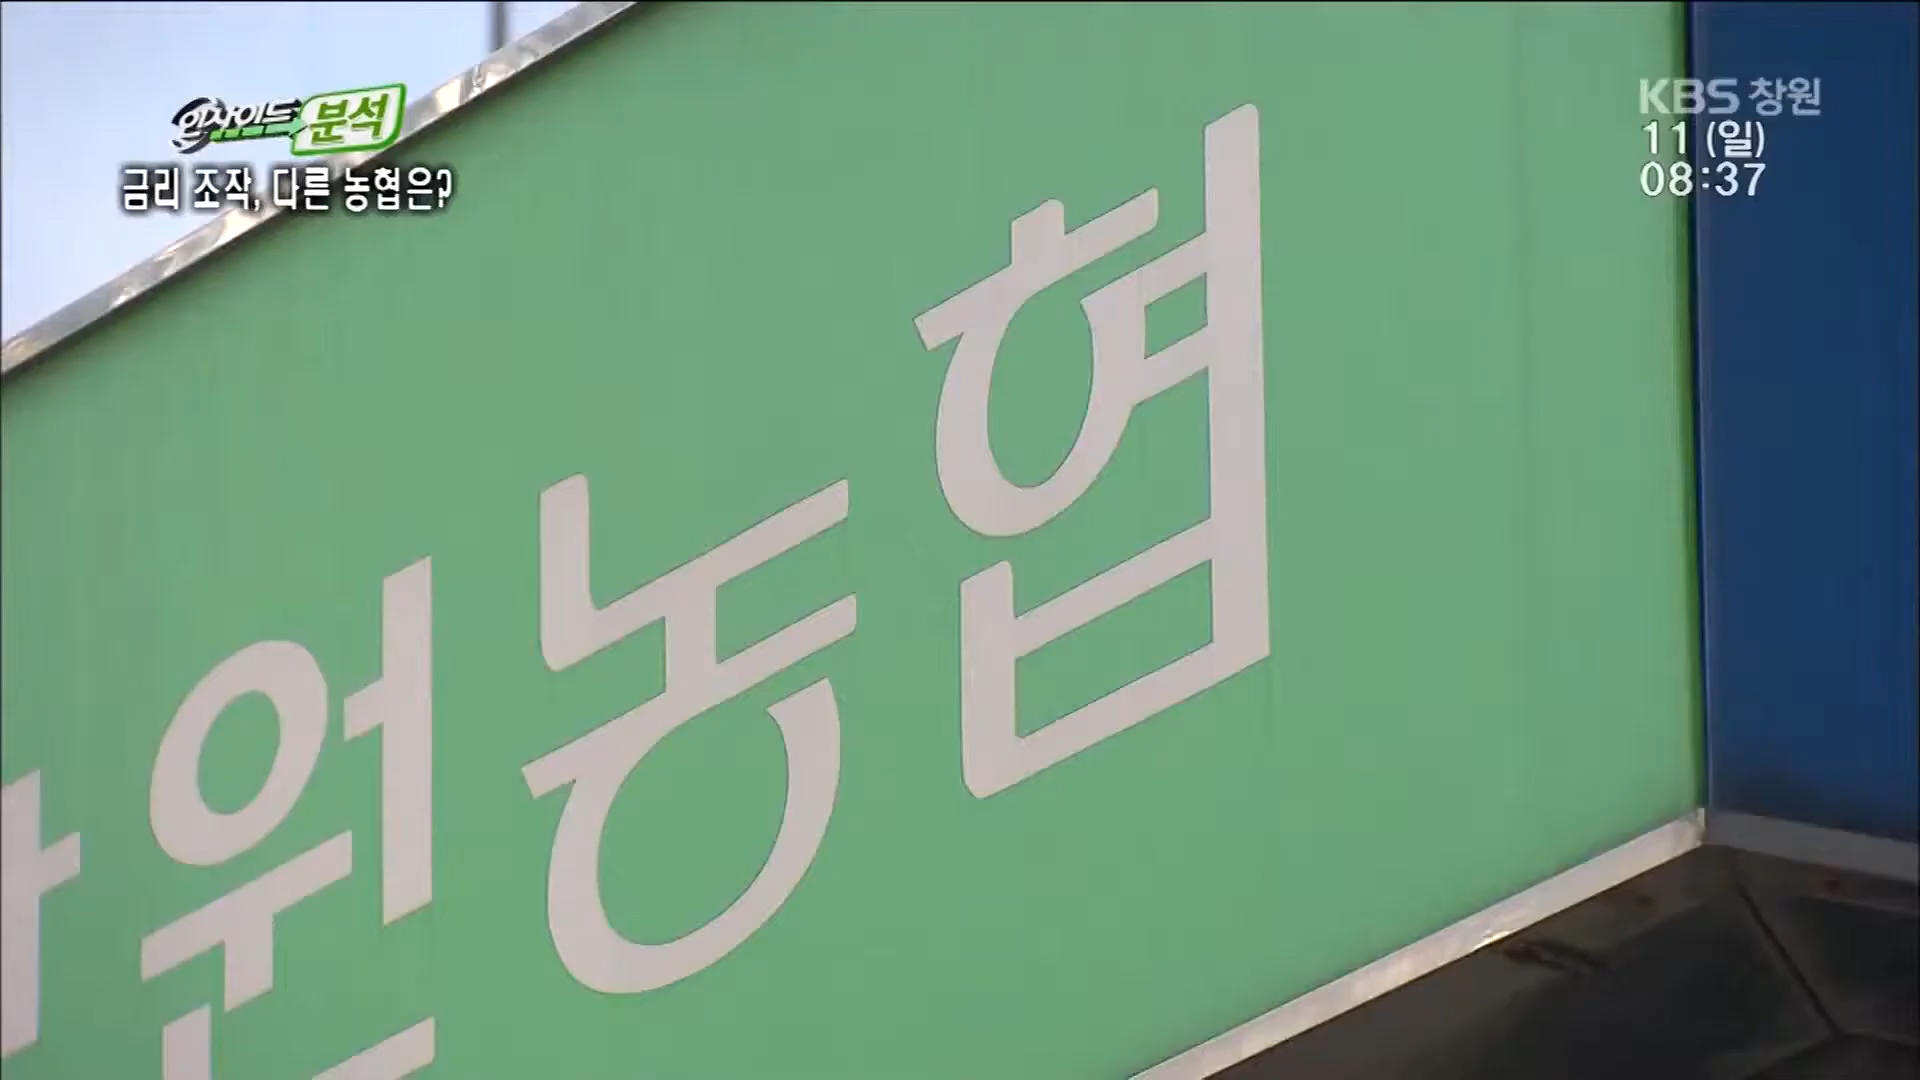 인사이드 분석
금리 조작, 다른 농협은?
KBS 창원
11 (일)
08:37
원농협